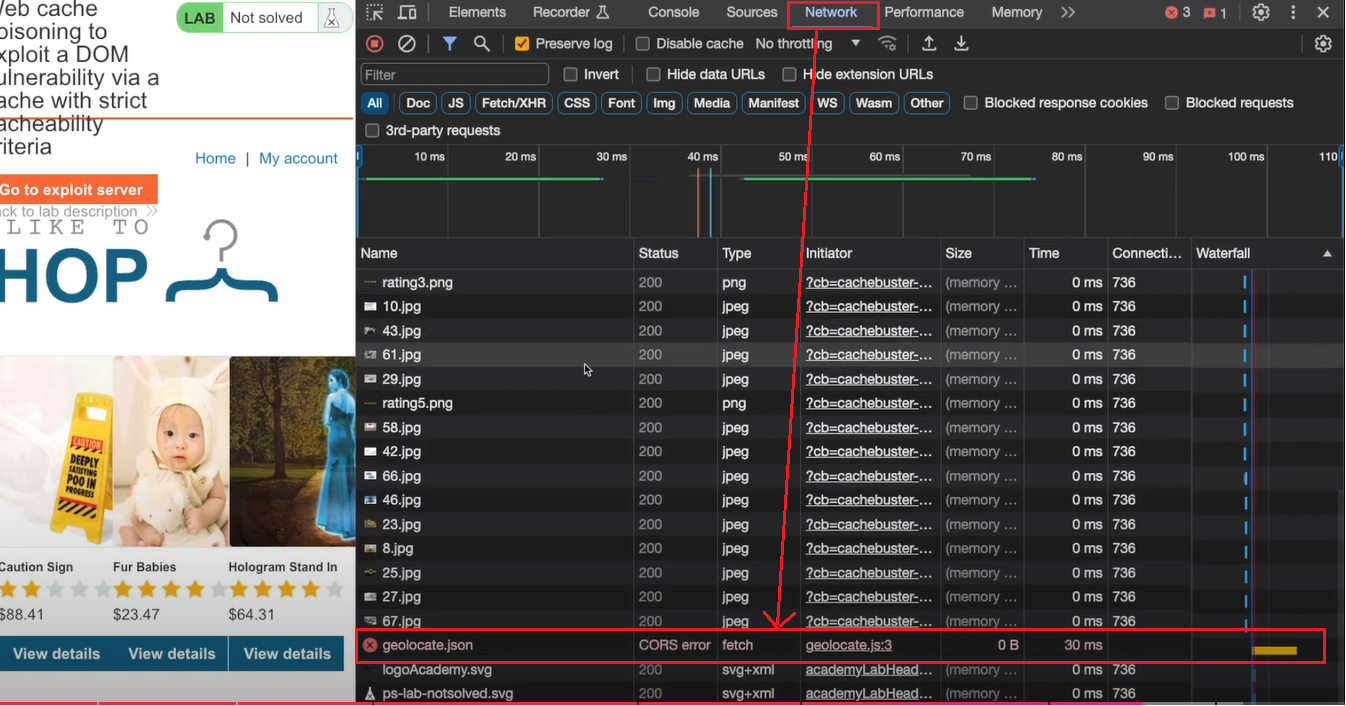 Web cache
poisoning to
exploit a DOM
vulnerability via a
cache with strict
cacheability
criteria
LAB Not solved
Home | My account
Go to exploit server
ack to lab description
LIKE TO
HOP
CAUTION
DEEPLY
SATISFYING
POO IN
PROGRESS
Caution Sign
Fur Babies
Hologram Stand In
$88.41
$23.47
$64.31
View details
View details
View details
Elements Recorder Console Sources Network Performance Memory 3 1
Preserve log Disable cache No throttling
Filter Invert Hide data URLs Hide extension URLs
All Doc JS Fetch/XHR CSS Font Img Media Manifest WS Wasm Other Blocked response cookies Blocked requests
3rd-party requests
10 ms 20 ms 30 ms 40 ms 50 ms 60 ms 70 ms 80 ms 90 ms 100 ms 110
Name Status Type Initiator Size Time Connecti... Waterfall
rating3.png 200 png ?cb=cachebuster-... (memory ... 0 ms 736
10.jpg 200 jpeg ?cb=cachebuster-... (memory ... 0 ms 736
43.jpg 200 jpeg ?cb=cachebuster-... (memory ... 0 ms 736
61.jpg 200 jpeg ?cb=cachebuster-... (memory ... 0 ms 736
29.jpg 200 jpeg ?cb=cachebuster-... (memory ... 0 ms 736
rating5.png 200 png ?cb=cachebuster-... (memory ... 0 ms 736
58.jpg 200 jpeg ?cb=cachebuster-... (memory ... 0 ms 736
42.jpg 200 jpeg ?cb=cachebuster-... (memory ... 0 ms 736
66.jpg 200 jpeg ?cb=cachebuster-... (memory ... 0 ms 736
46.jpg 200 jpeg ?cb=cachebuster-... (memory ... 0 ms 736
23.jpg 200 jpeg ?cb=cachebuster-... (memory ... 0 ms 736
8.jpg 200 jpeg ?cb=cachebuster-... (memory ... 0 ms 736
25.jpg 200 jpeg ?cb=cachebuster-... (memory ... 0 ms 736
27.jpg 200 jpeg ?cb=cachebuster-... (memory ... 0 ms 736
67.jpg 200 jpeg ?cb=cachebuster-... (memory ... 0 ms 736
geolocate.json CORS error fetch geolocate.js:3 0 B 30 ms
logoAcademy.svg 200 svg+xml academyLabHead... (memory ... 0 ms 736
ps-lab-notsolved.svg 200 svg+xml academyLabHead... (memory ... 0 ms 736